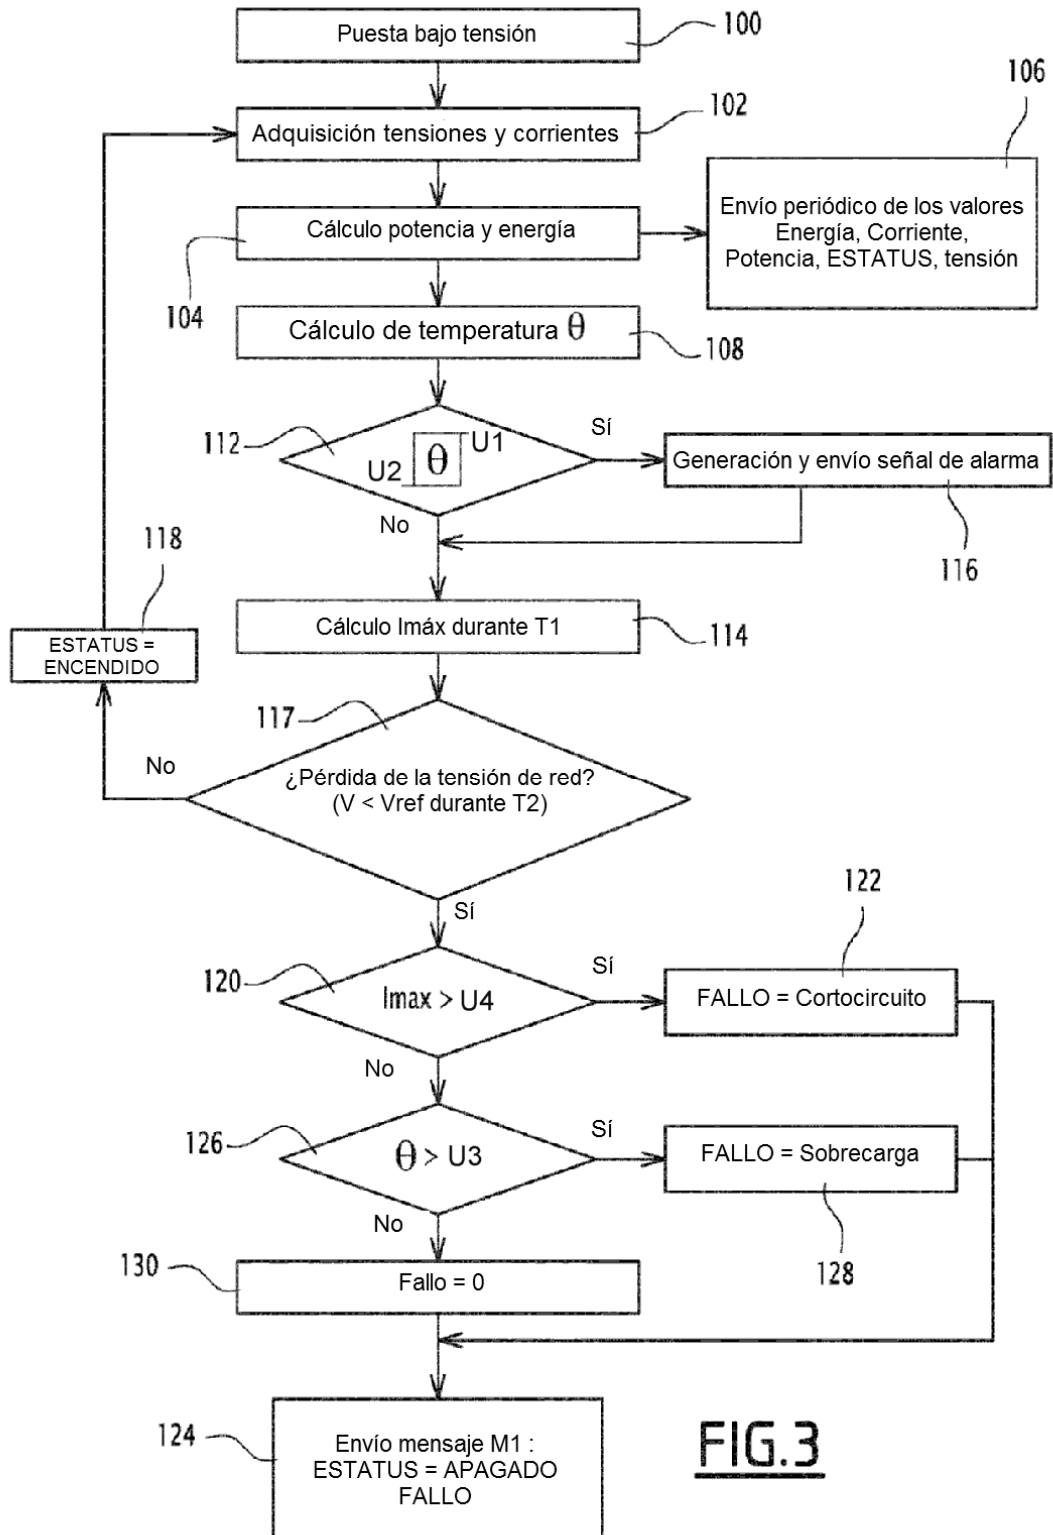 Puesta bajo tensión
100
Adquisición tensiones y corrientes
102
106
Cálculo potencia y energía
104
Envío periódico de los valores
Energía, Corriente,
Potencia, ESTATUS, tensión
Cálculo de temperatura θ
108
112
U2 θ U1
Sí
Generación y envío señal de alarma
116
No
118
ESTATUS =
ENCENDIDO
Cálculo Imáx durante T1
114
117
No
¿Pérdida de la tensión de red?
(V < Vref durante T2)
Sí
120
Imax > U4
Sí
122
FALLO = Cortocircuito
No
126
θ > U3
Sí
FALLO = Sobrecarga
128
No
130
Fallo = 0
124
Envío mensaje M1 :
ESTATUS = APAGADO
FALLO
FIG.3